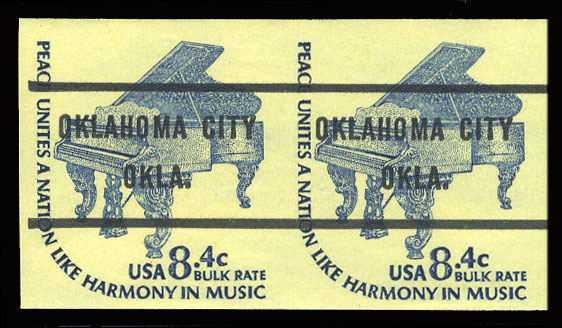 PEACE UNITES A NATION LIKE HARMONY IN MUSIC
OKLAHOMA CITY
OKLA.
USA 8.4c
BULK RATE
PEACE UNITES A NATION LIKE HARMONY IN MUSIC
OKLAHOMA CITY
OKLA.
USA 8.4c
BULK RATE